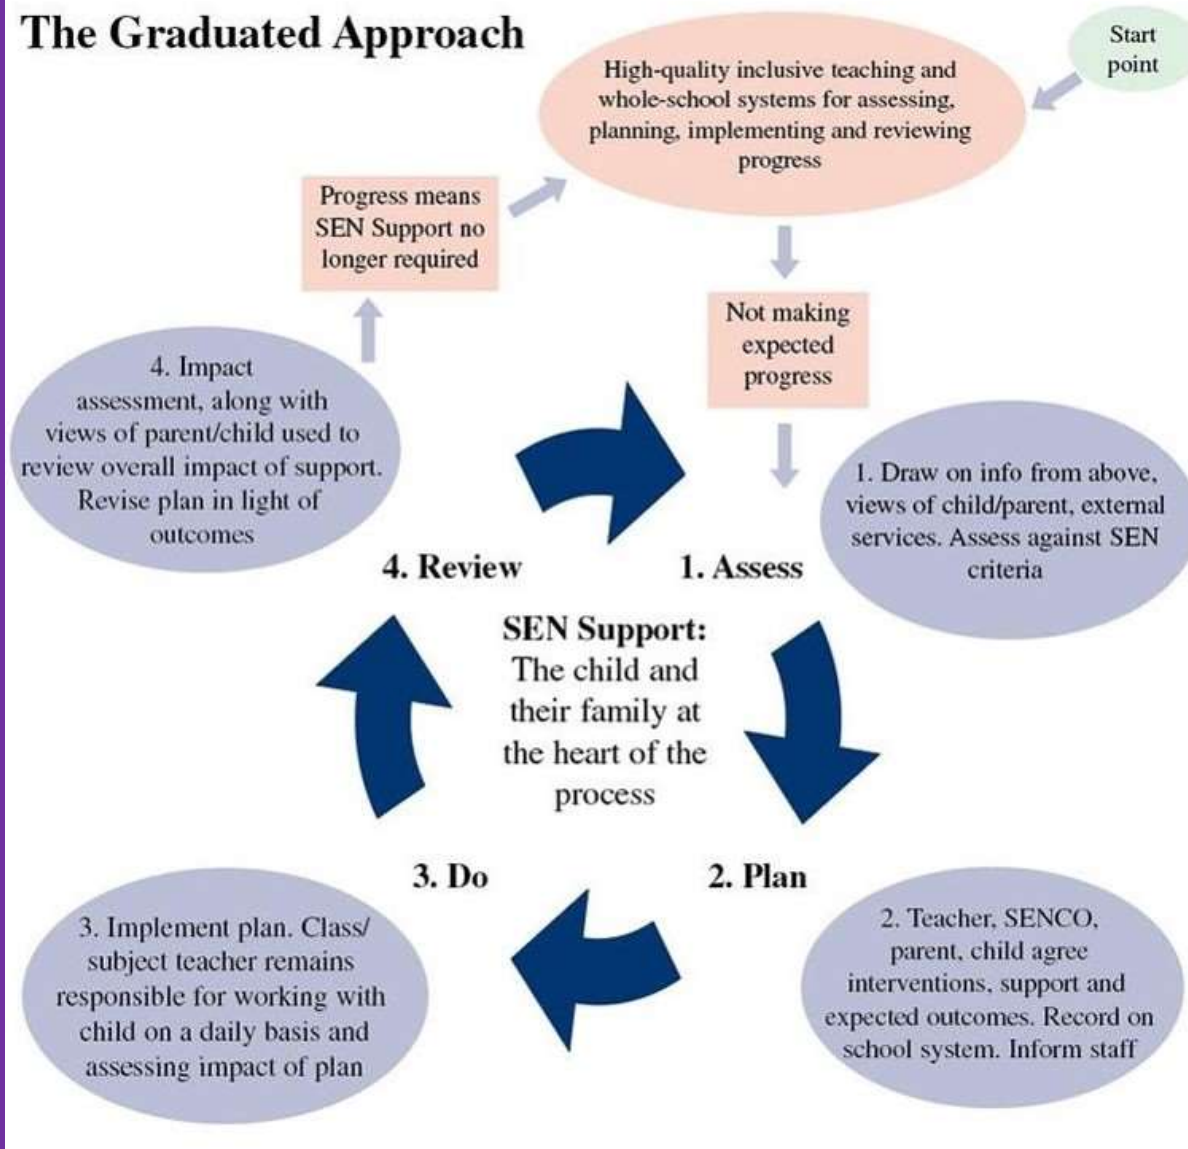 The Graduated Approach
Start
point
High-quality inclusive teaching and
whole-school systems for assessing,
planning, implementing and reviewing
progress
Progress means
SEN Support no
longer required
Not making
expected
progress
4. Impact
assessment, along with
views of parent/child used to
review overall impact of support.
Revise plan in light of
outcomes
1. Draw on info from above,
views of child/parent, external
services. Assess against SEN
criteria
4. Review
1. Assess
SEN Support:
The child and
their family at
the heart of the
process
3. Do
2. Plan
3. Implement plan. Class/
subject teacher remains
responsible for working with
child on a daily basis and
assessing impact of plan
2. Teacher, SENCO,
parent, child agree
interventions, support and
expected outcomes. Record on
school system. Inform staff